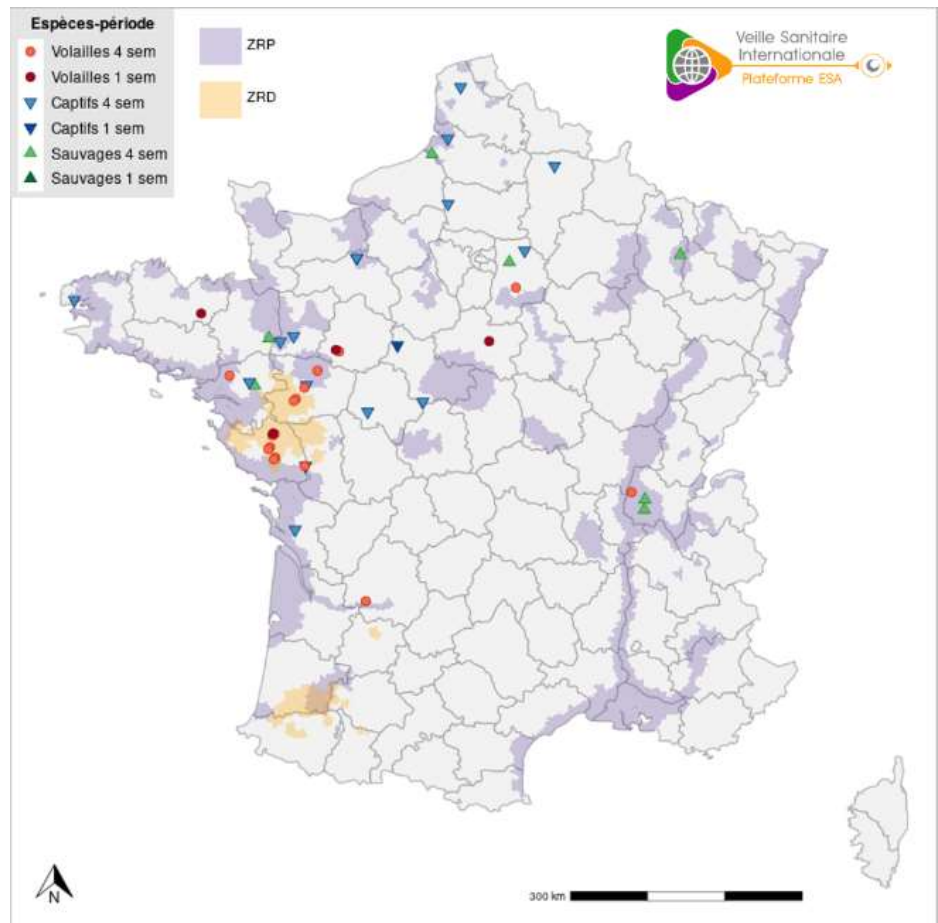 Espèces-période
Volailles 4 sem
Volailles 1 sem
Captifs 4 sem
Captifs 1 sem
Sauvages 4 sem
Sauvages 1 sem
ZRP
ZRD
Veille Sanitaire
Internationale
Plateforme ESA
N
300 km